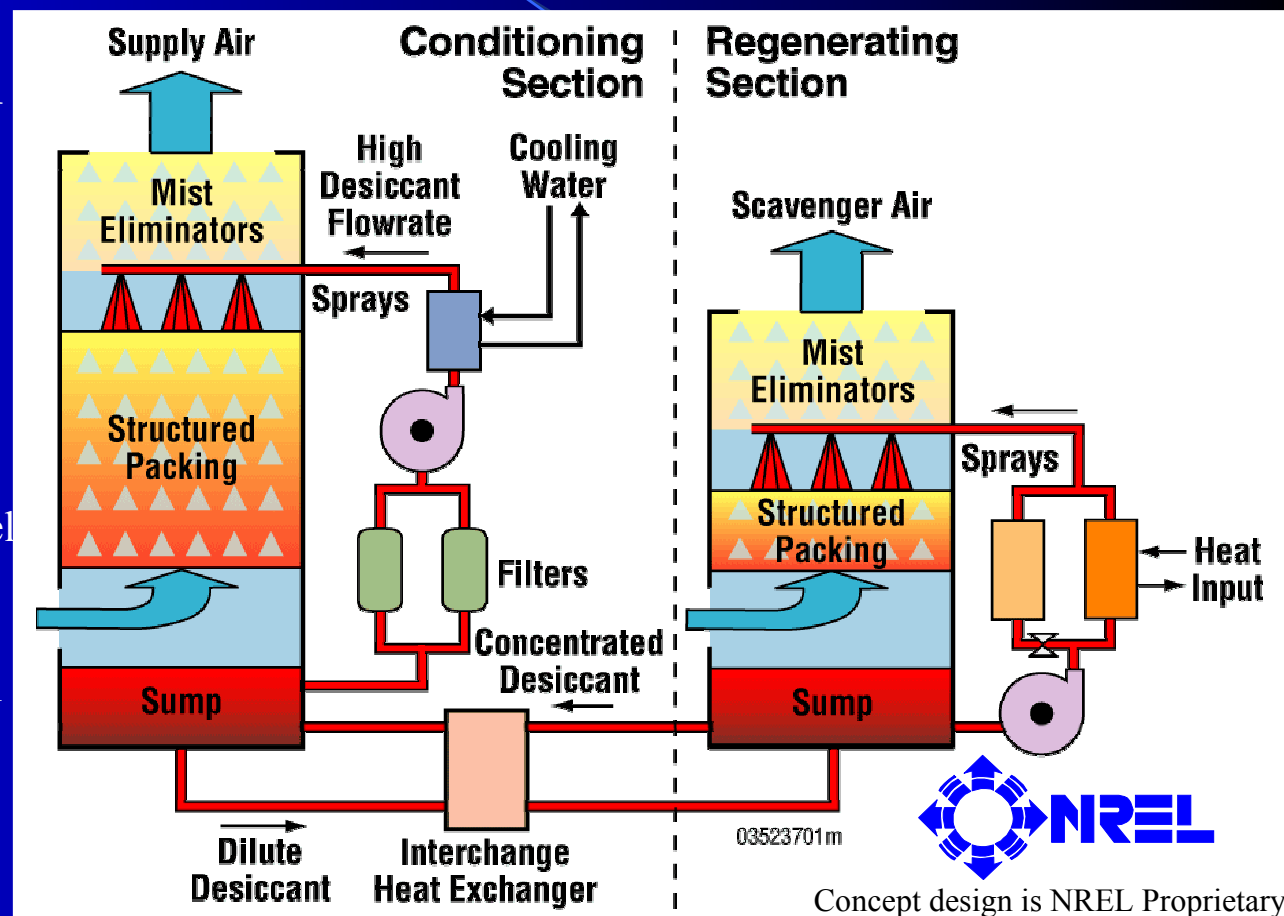 Supply Air
Conditioning
Section
Regenerating
Section
High
Desiccant
Flowrate
Cooling
Water
Mist
Eliminators
Sprays
Scavenger Air
Mist
Eliminators
Structured
Packing
Sprays
Structured
Packing
Filters
Heat
Input
Concentrated
Desiccant
Sump
Sump
Dilute
Desiccant
Interchange
Heat Exchanger
03523701m
NREL
Concept design is NREL Proprietary